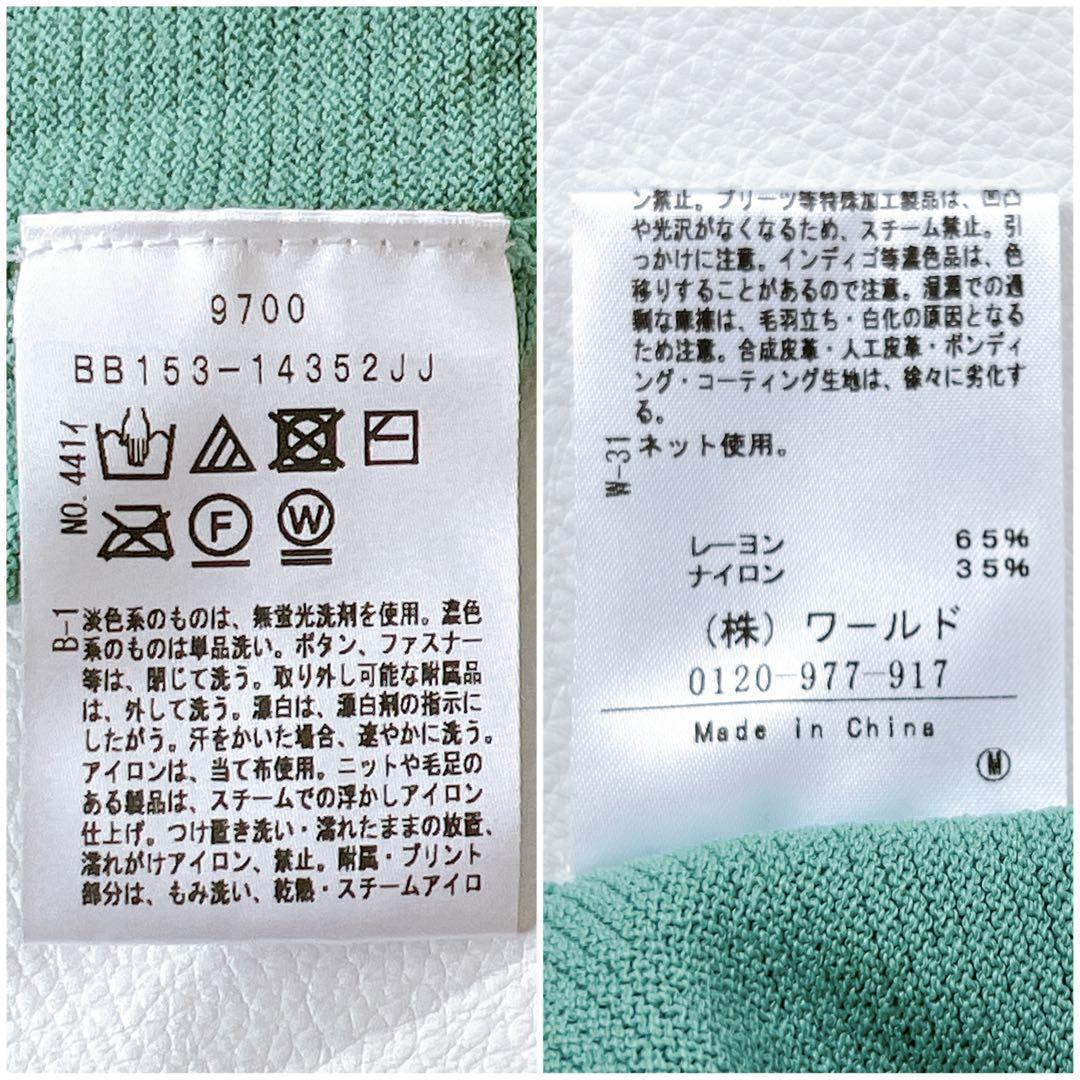 9700
BB153-14352JJ
NO.441イ
F
W
B-1
淡色系のものは、無蛍光洗剤を使用。濃色
系のものは単品洗い。ボタン、ファスナー
等は、閉じて洗う。取り外し可能な附属品
は、外して洗う。漂白は、漂白剤の指示に
したがう。汗をかいた場合、速やかに洗う。
アイロンは、当て布使用。ニットや毛足の
ある製品は、スチームでの浮かしアイロン
仕上げ。つけ置き洗い・濡れたままの放置、
濡れがけアイロン、禁止。附属・プリント
部分は、もみ洗い、乾熱・スチームアイロ
ン禁止。プリーツ等特殊加工製品は、凹凸
や光沢がなくなるため、スチーム禁止。引
っかけに注意。インディゴ等濃色品は、色
移りすることがあるので注意。湿潤での過
剰な摩擦は、毛羽立ち・白化の原因となる
ため注意。合成皮革・人工皮革・ボンディ
ング・コーティング生地は、徐々に劣化す
る。
W-31
ネット使用。
レーヨン 65%
ナイロン 35%
(株)ワールド
0120-977-917
Made in China
M